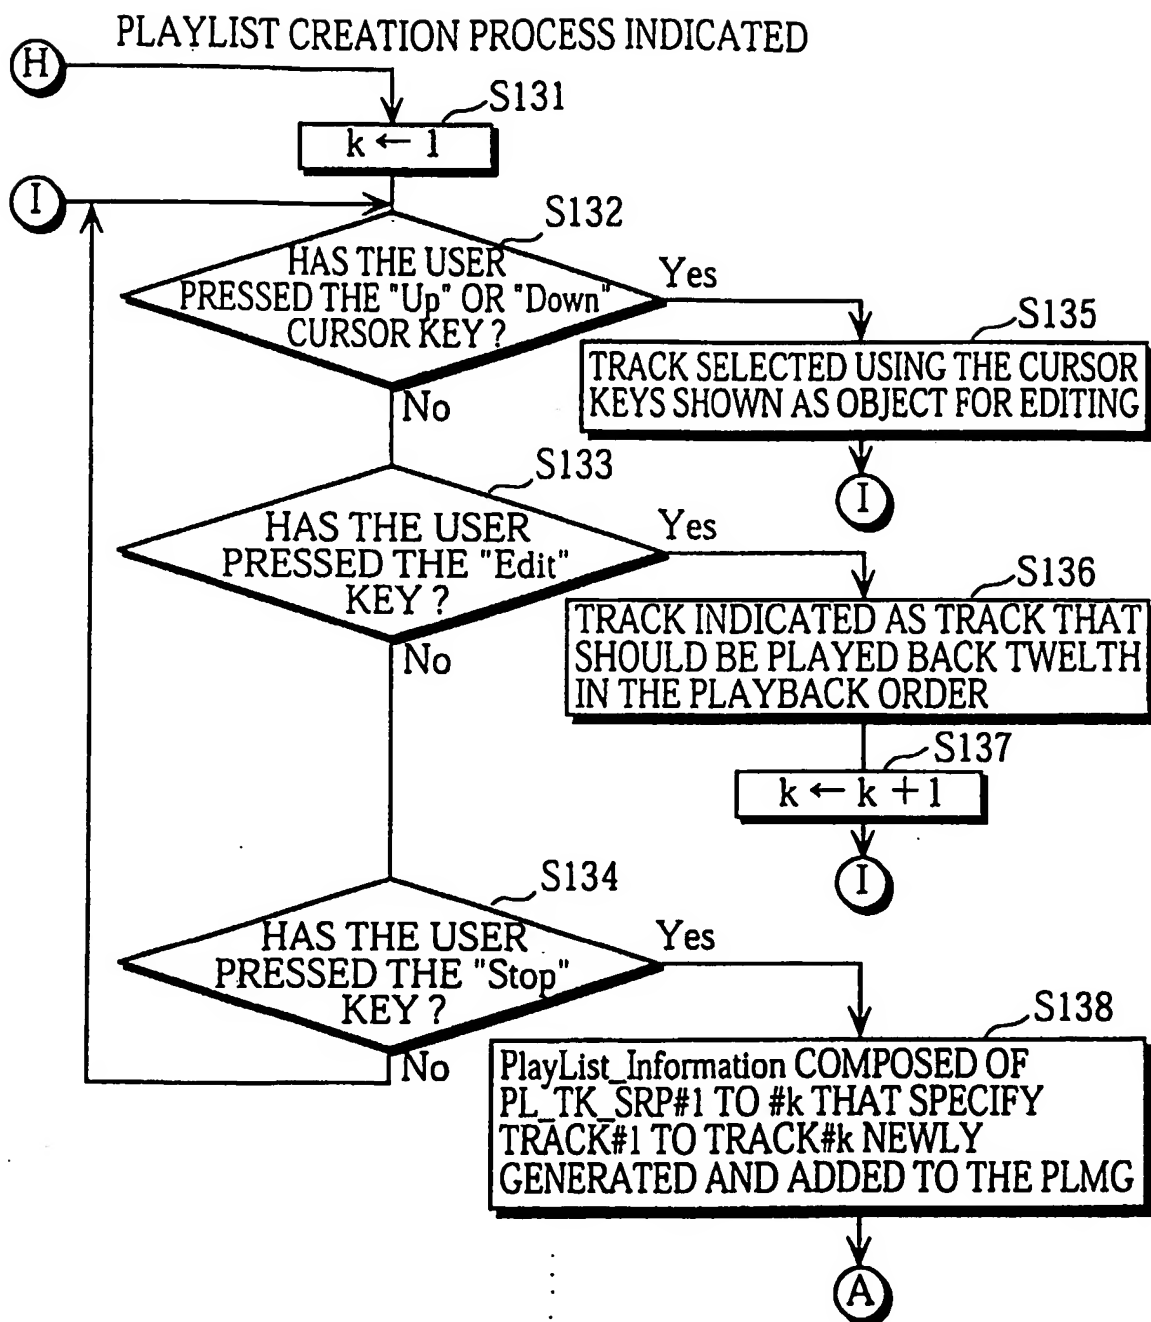 PLAYLIST CREATION PROCESS INDICATED
H
S131
k ← 1
I
S132
HAS THE USER
PRESSED THE "Up" OR "Down"
CURSOR KEY ?
Yes
No
S135
TRACK SELECTED USING THE CURSOR
KEYS SHOWN AS OBJECT FOR EDITING
I
S133
HAS THE USER
PRESSED THE "Edit"
KEY ?
Yes
No
S136
TRACK INDICATED AS TRACK THAT
SHOULD BE PLAYED BACK TWELTH
IN THE PLAYBACK ORDER
S137
k ← k + 1
I
S134
HAS THE USER
PRESSED THE "Stop"
KEY ?
Yes
No
S138
PlayList_Information COMPOSED OF
PL_TK_SRP#1 TO #k THAT SPECIFY
TRACK#1 TO TRACK#k NEWLY
GENERATED AND ADDED TO THE PLMG
A